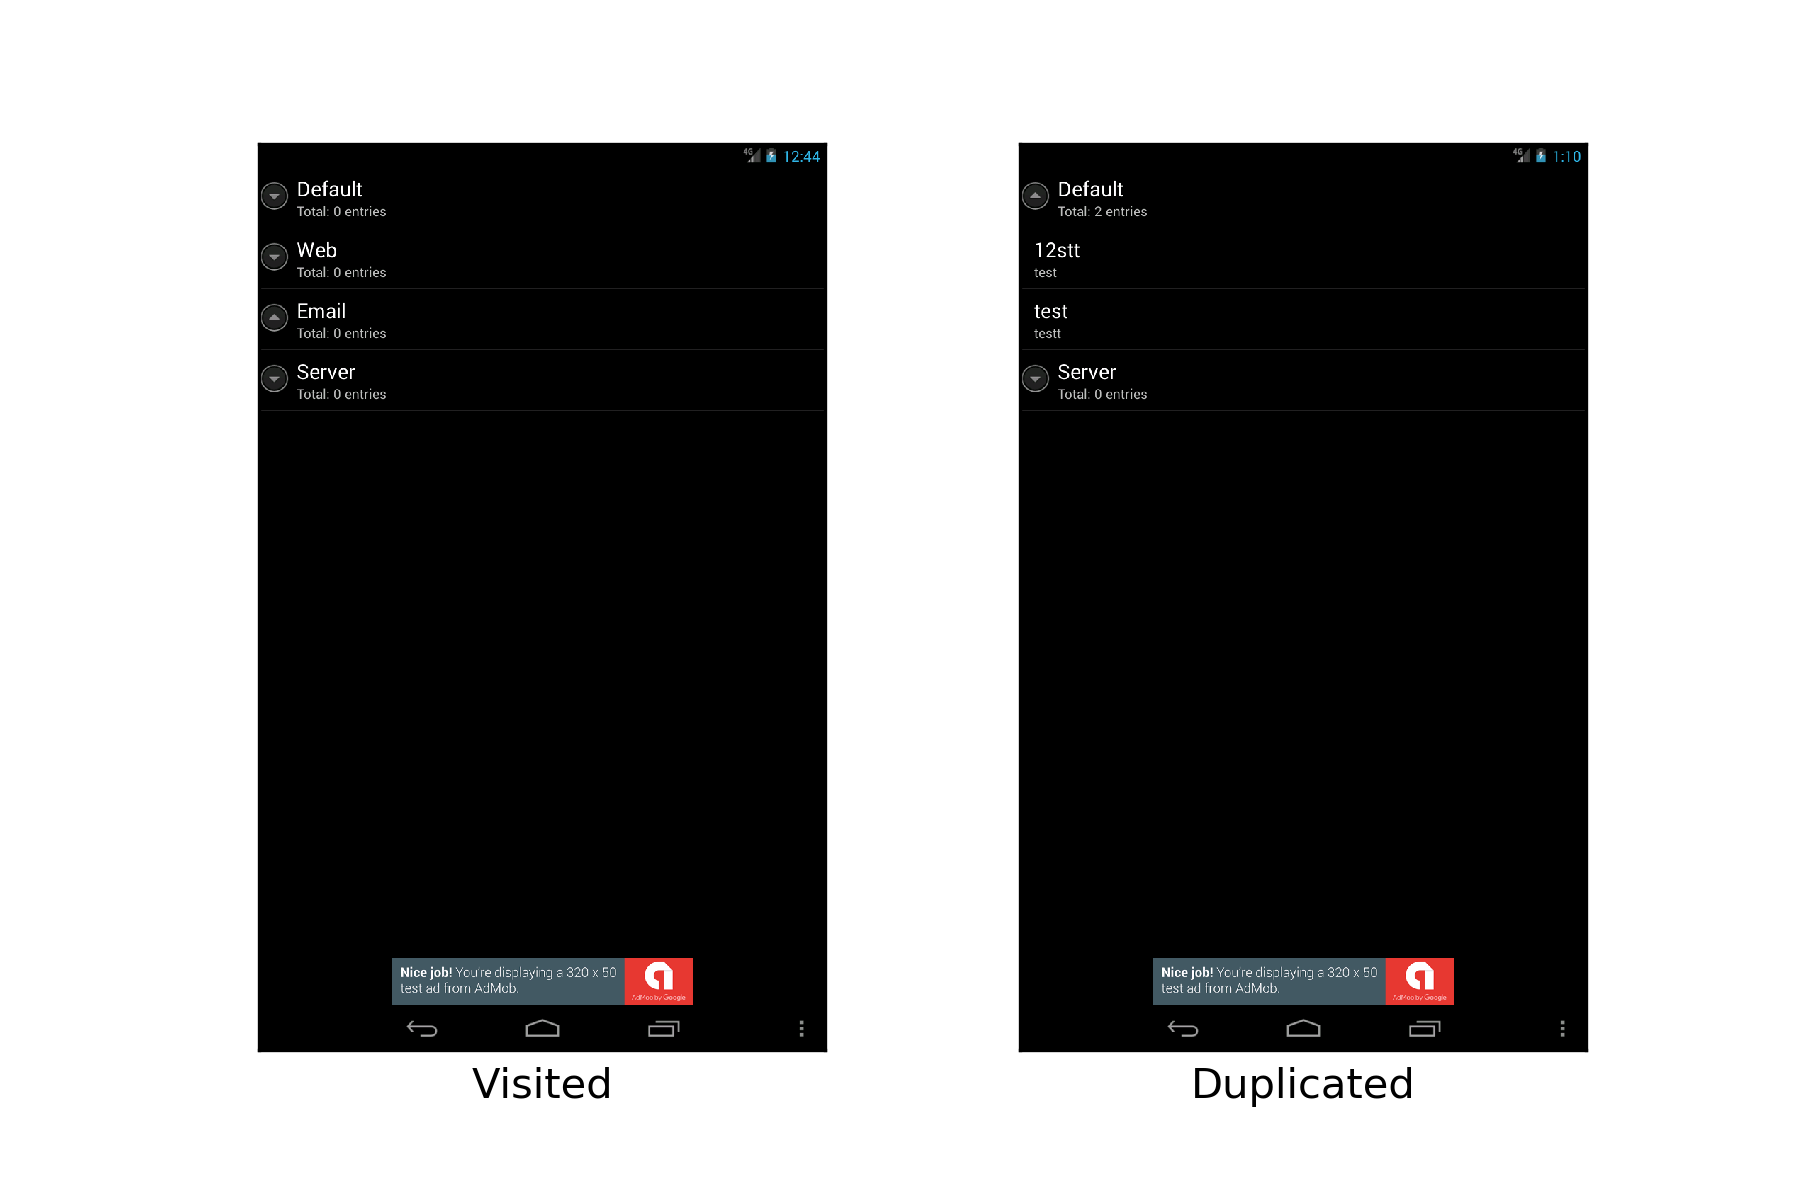 4G 12:44
Default
Total: 0 entries
Web
Total: 0 entries
Email
Total: 0 entries
Server
Total: 0 entries
Nice job! You're displaying a 320 x 50
test ad from AdMob.
AdMob by Google
Visited
4G 1:10
Default
Total: 2 entries
12stt
test
test
testt
Server
Total: 0 entries
Nice job! You're displaying a 320 x 50
test ad from AdMob.
AdMob by Google
Duplicated